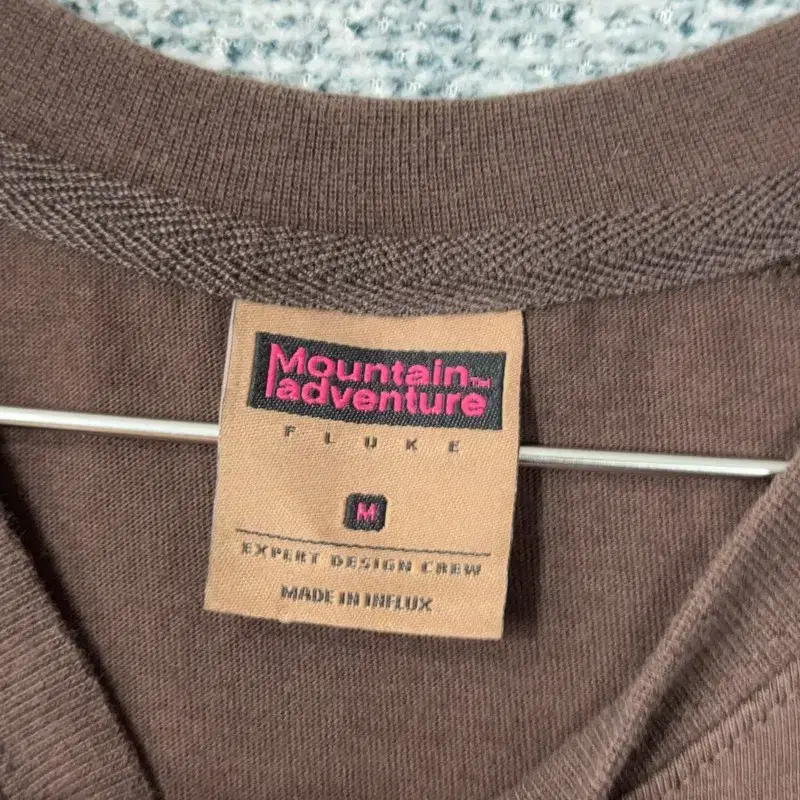 Mountain™
adventure
FLUKE
M
EXPERT DESIGN CREW
MADE IN INFLUX